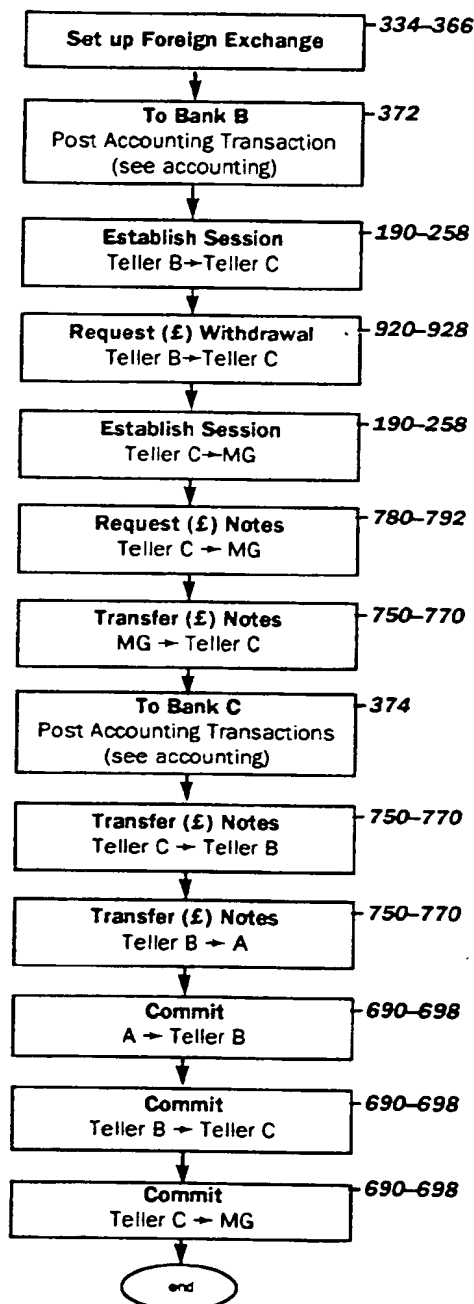 Set up Foreign Exchange
334–366
To Bank B
372
Post Accounting Transaction
(see accounting)
Establish Session
190–258
Teller B→Teller C
Request (£) Withdrawal
920–928
Teller B→Teller C
Establish Session
190–258
Teller C→MG
Request (£) Notes
780–792
Teller C → MG
Transfer (£) Notes
750–770
MG → Teller C
To Bank C
374
Post Accounting Transactions
(see accounting)
Transfer (£) Notes
750–770
Teller C → Teller B
Transfer (£) Notes
750–770
Teller B → A
Commit
690–698
A → Teller B
Commit
690–698
Teller B → Teller C
Commit
690–698
Teller C → MG
end